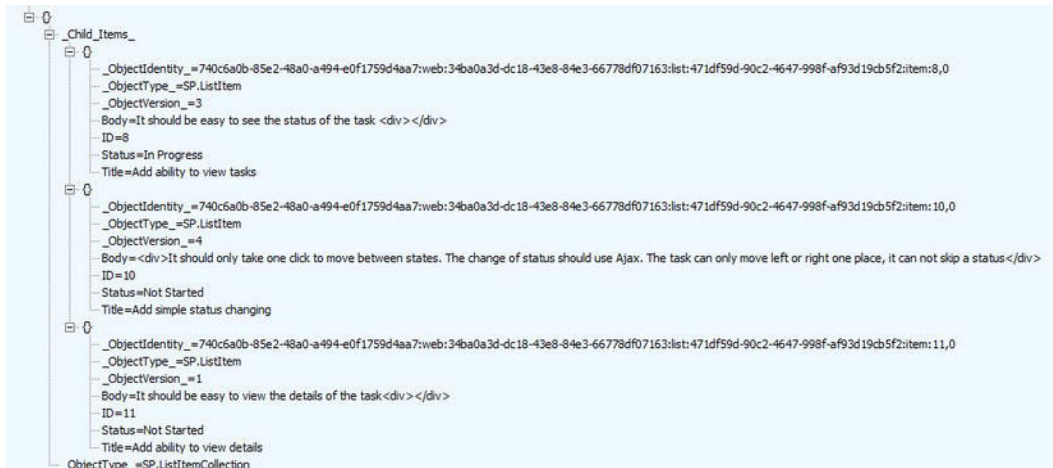 {}
_Child_Items_
{}
_ObjectIdentity_=740c6a0b-85e2-48a0-a494-e0f1759d4aa7:web:34ba0a3d-dc18-43e8-84e3-66778df07163:list:471df59d-90c2-4647-998f-af93d19cb5f2:item:8,0
_ObjectType_=SP.ListItem
_ObjectVersion_=3
Body=It should be easy to see the status of the task <div></div>
ID=8
Status=In Progress
Title=Add ability to view tasks
{}
_ObjectIdentity_=740c6a0b-85e2-48a0-a494-e0f1759d4aa7:web:34ba0a3d-dc18-43e8-84e3-66778df07163:list:471df59d-90c2-4647-998f-af93d19cb5f2:item:10,0
_ObjectType_=SP.ListItem
_ObjectVersion_=4
Body=<div>It should only take one click to move between states. The change of status should use Ajax. The task can only move left or right one place, it can not skip a status</div>
ID=10
Status=Not Started
Title=Add simple status changing
{}
_ObjectIdentity_=740c6a0b-85e2-48a0-a494-e0f1759d4aa7:web:34ba0a3d-dc18-43e8-84e3-66778df07163:list:471df59d-90c2-4647-998f-af93d19cb5f2:item:11,0
_ObjectType_=SP.ListItem
_ObjectVersion_=1
Body=It should be easy to view the details of the task<div></div>
ID=11
Status=Not Started
Title=Add ability to view details
_ObjectType_=SP.ListItemCollection